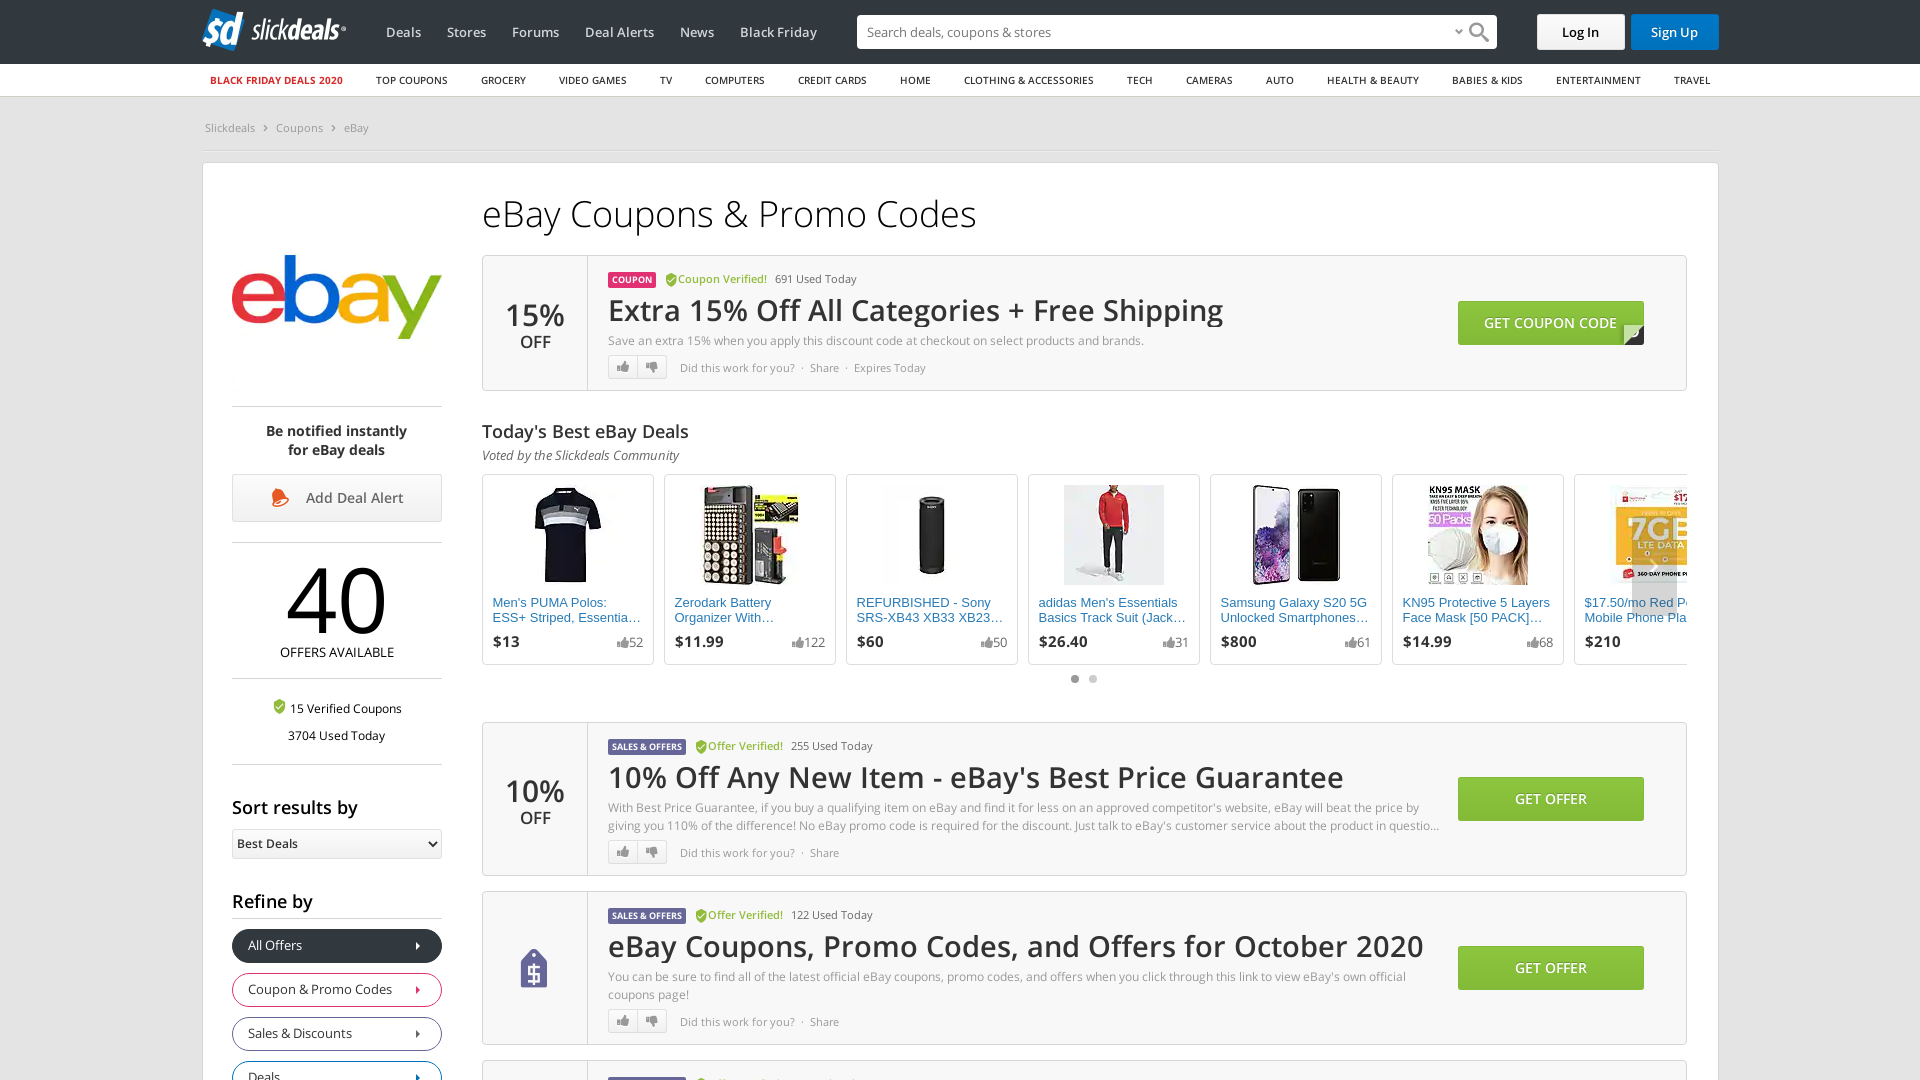 slickdeals
Deals
Stores
Forums
Deal Alerts
News
Black Friday
Search deals, coupons & stores
Log In
Sign Up
BLACK FRIDAY DEALS 2020
TOP COUPONS
GROCERY
VIDEO GAMES
TV
COMPUTERS
CREDIT CARDS
HOME
CLOTHING & ACCESSORIES
TECH
CAMERAS
AUTO
HEALTH & BEAUTY
BABIES & KIDS
ENTERTAINMENT
TRAVEL
Slickdeals
Coupons
eBay
ebay
Be notified instantly
for eBay deals
Add Deal Alert
40
OFFERS AVAILABLE
15 Verified Coupons
3704 Used Today
Sort results by
Best Deals
Refine by
All Offers
Coupon & Promo Codes
Sales & Discounts
Deals
eBay Coupons & Promo Codes
15%
OFF
COUPON Coupon Verified! 691 Used Today
Extra 15% Off All Categories + Free Shipping
Save an extra 15% when you apply this discount code at checkout on select products and brands.
Did this work for you? · Share · Expires Today
GET COUPON CODE
Today's Best eBay Deals
Voted by the Slickdeals Community
Men's PUMA Polos:
ESS+ Striped, Essentia...
$13
52
Zerodark Battery
Organizer With...
$11.99
122
REFURBISHED - Sony
SRS-XB43 XB33 XB23...
$60
50
adidas Men's Essentials
Basics Track Suit (Jack...
$26.40
31
Samsung Galaxy S20 5G
Unlocked Smartphones...
$800
61
KN95 MASK
50 Packs
KN95 Protective 5 Layers
Face Mask [50 PACK]...
$14.99
68
7GB
LTE DATA
$17.50/mo Red P
Mobile Phone Pla
$210
10%
OFF
SALES & OFFERS Offer Verified! 255 Used Today
10% Off Any New Item - eBay's Best Price Guarantee
With Best Price Guarantee, if you buy a qualifying item on eBay and find it for less on an approved competitor's website, eBay will beat the price by
giving you 110% of the difference! No eBay promo code is required for the discount. Just talk to eBay's customer service about the product in questio...
Did this work for you? · Share
GET OFFER
SALES & OFFERS Offer Verified! 122 Used Today
eBay Coupons, Promo Codes, and Offers for October 2020
You can be sure to find all of the latest official eBay coupons, promo codes, and offers when you click through this link to view eBay's own official
coupons page!
Did this work for you? · Share
GET OFFER